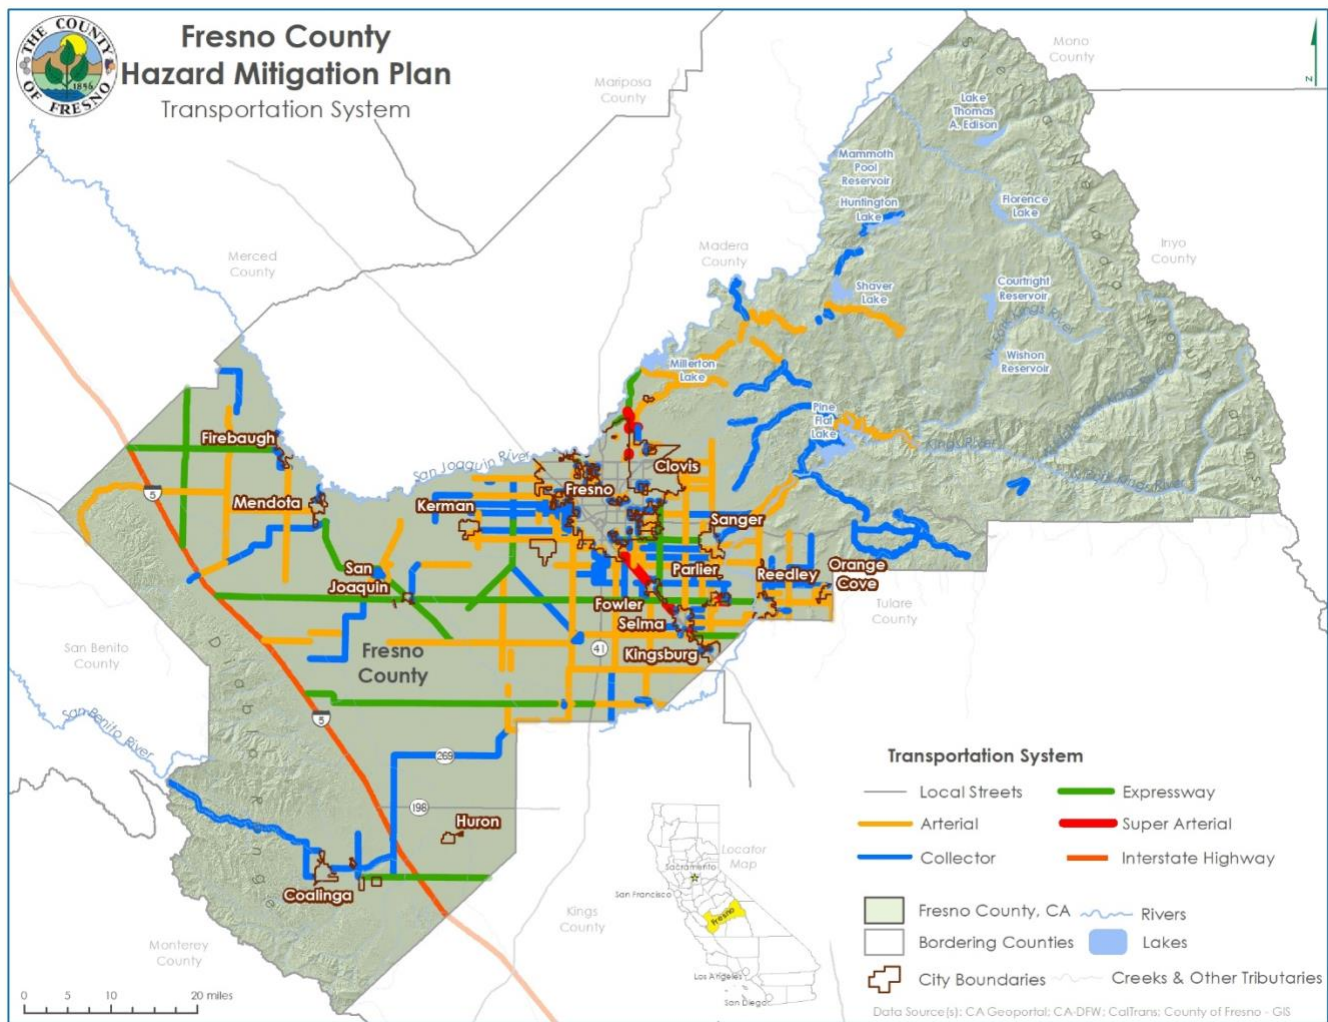 THE COUNTY
OF FRESNO
1856
Fresno County
Hazard Mitigation Plan
Transportation System
N
Mono
County
Mariposa
County
Lake
Thomas
A. Edison
Mammoth
Pool
Reservoir
Huntington
Lake
Florence
Lake
Merced
County
Madera
County
Inyo
County
Shaver
Lake
Courtright
Reservoir
Wishon
Reservoir
Millerton
Lake
Pine
Flat
Lake
Kings River
Firebaugh
San Joaquin River
Clovis
Fresno
5
Mendota
Kerman
Sanger
San
Joaquin
Parlier
Reedley
Orange
Cove
Fowler
Selma
Tulare
County
San Benito
County
Fresno
County
41
Kingsburg
San Benito River
5
269
198
Huron
Coalinga
Kings
County
Monterey
County
0 5 10 20 miles
Locator
Map
Sacramento
San Francisco
Fresno
Los Angeles
San Diego
Transportation System
Local Streets
Expressway
Arterial
Super Arterial
Collector
Interstate Highway
Fresno County, CA
Rivers
Bordering Counties
Lakes
City Boundaries
Creeks & Other Tributaries
Data Source(s): CA Geoportal; CA-DFW; CalTrans; County of Fresno - GIS